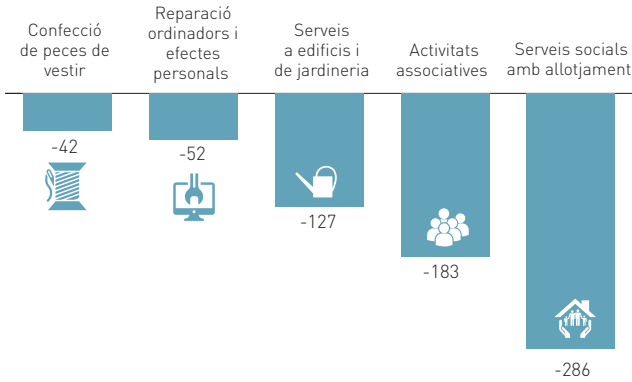 Confecció
de peces de
vestir
Reparació
ordinadors i
efectes
personals
Serveis
a edificis i
de jardineria
Activitats
associatives
Serveis socials
amb allotjament
-42
-52
-127
-183
-286